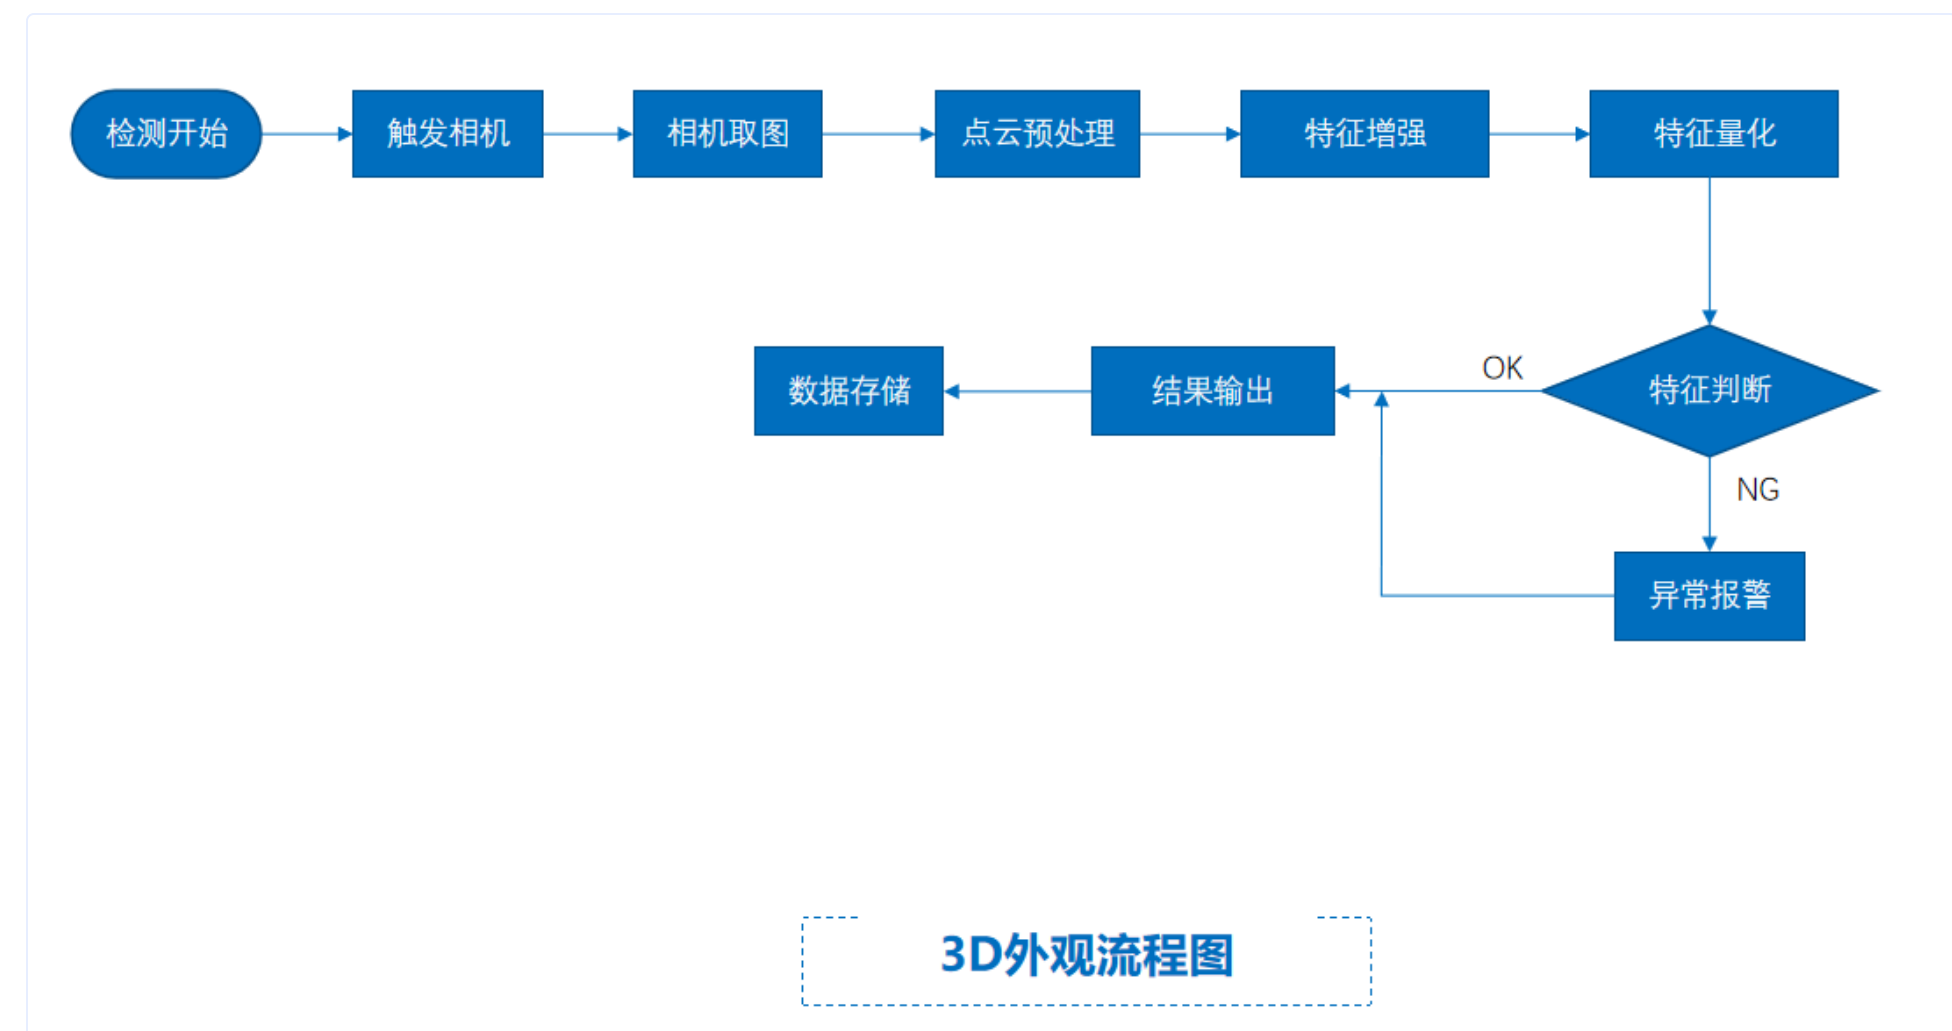 检测开始
触发相机
相机取图
点云预处理
特征增强
特征量化
特征判断
OK
结果输出
数据存储
NG
异常报警
3D外观流程图